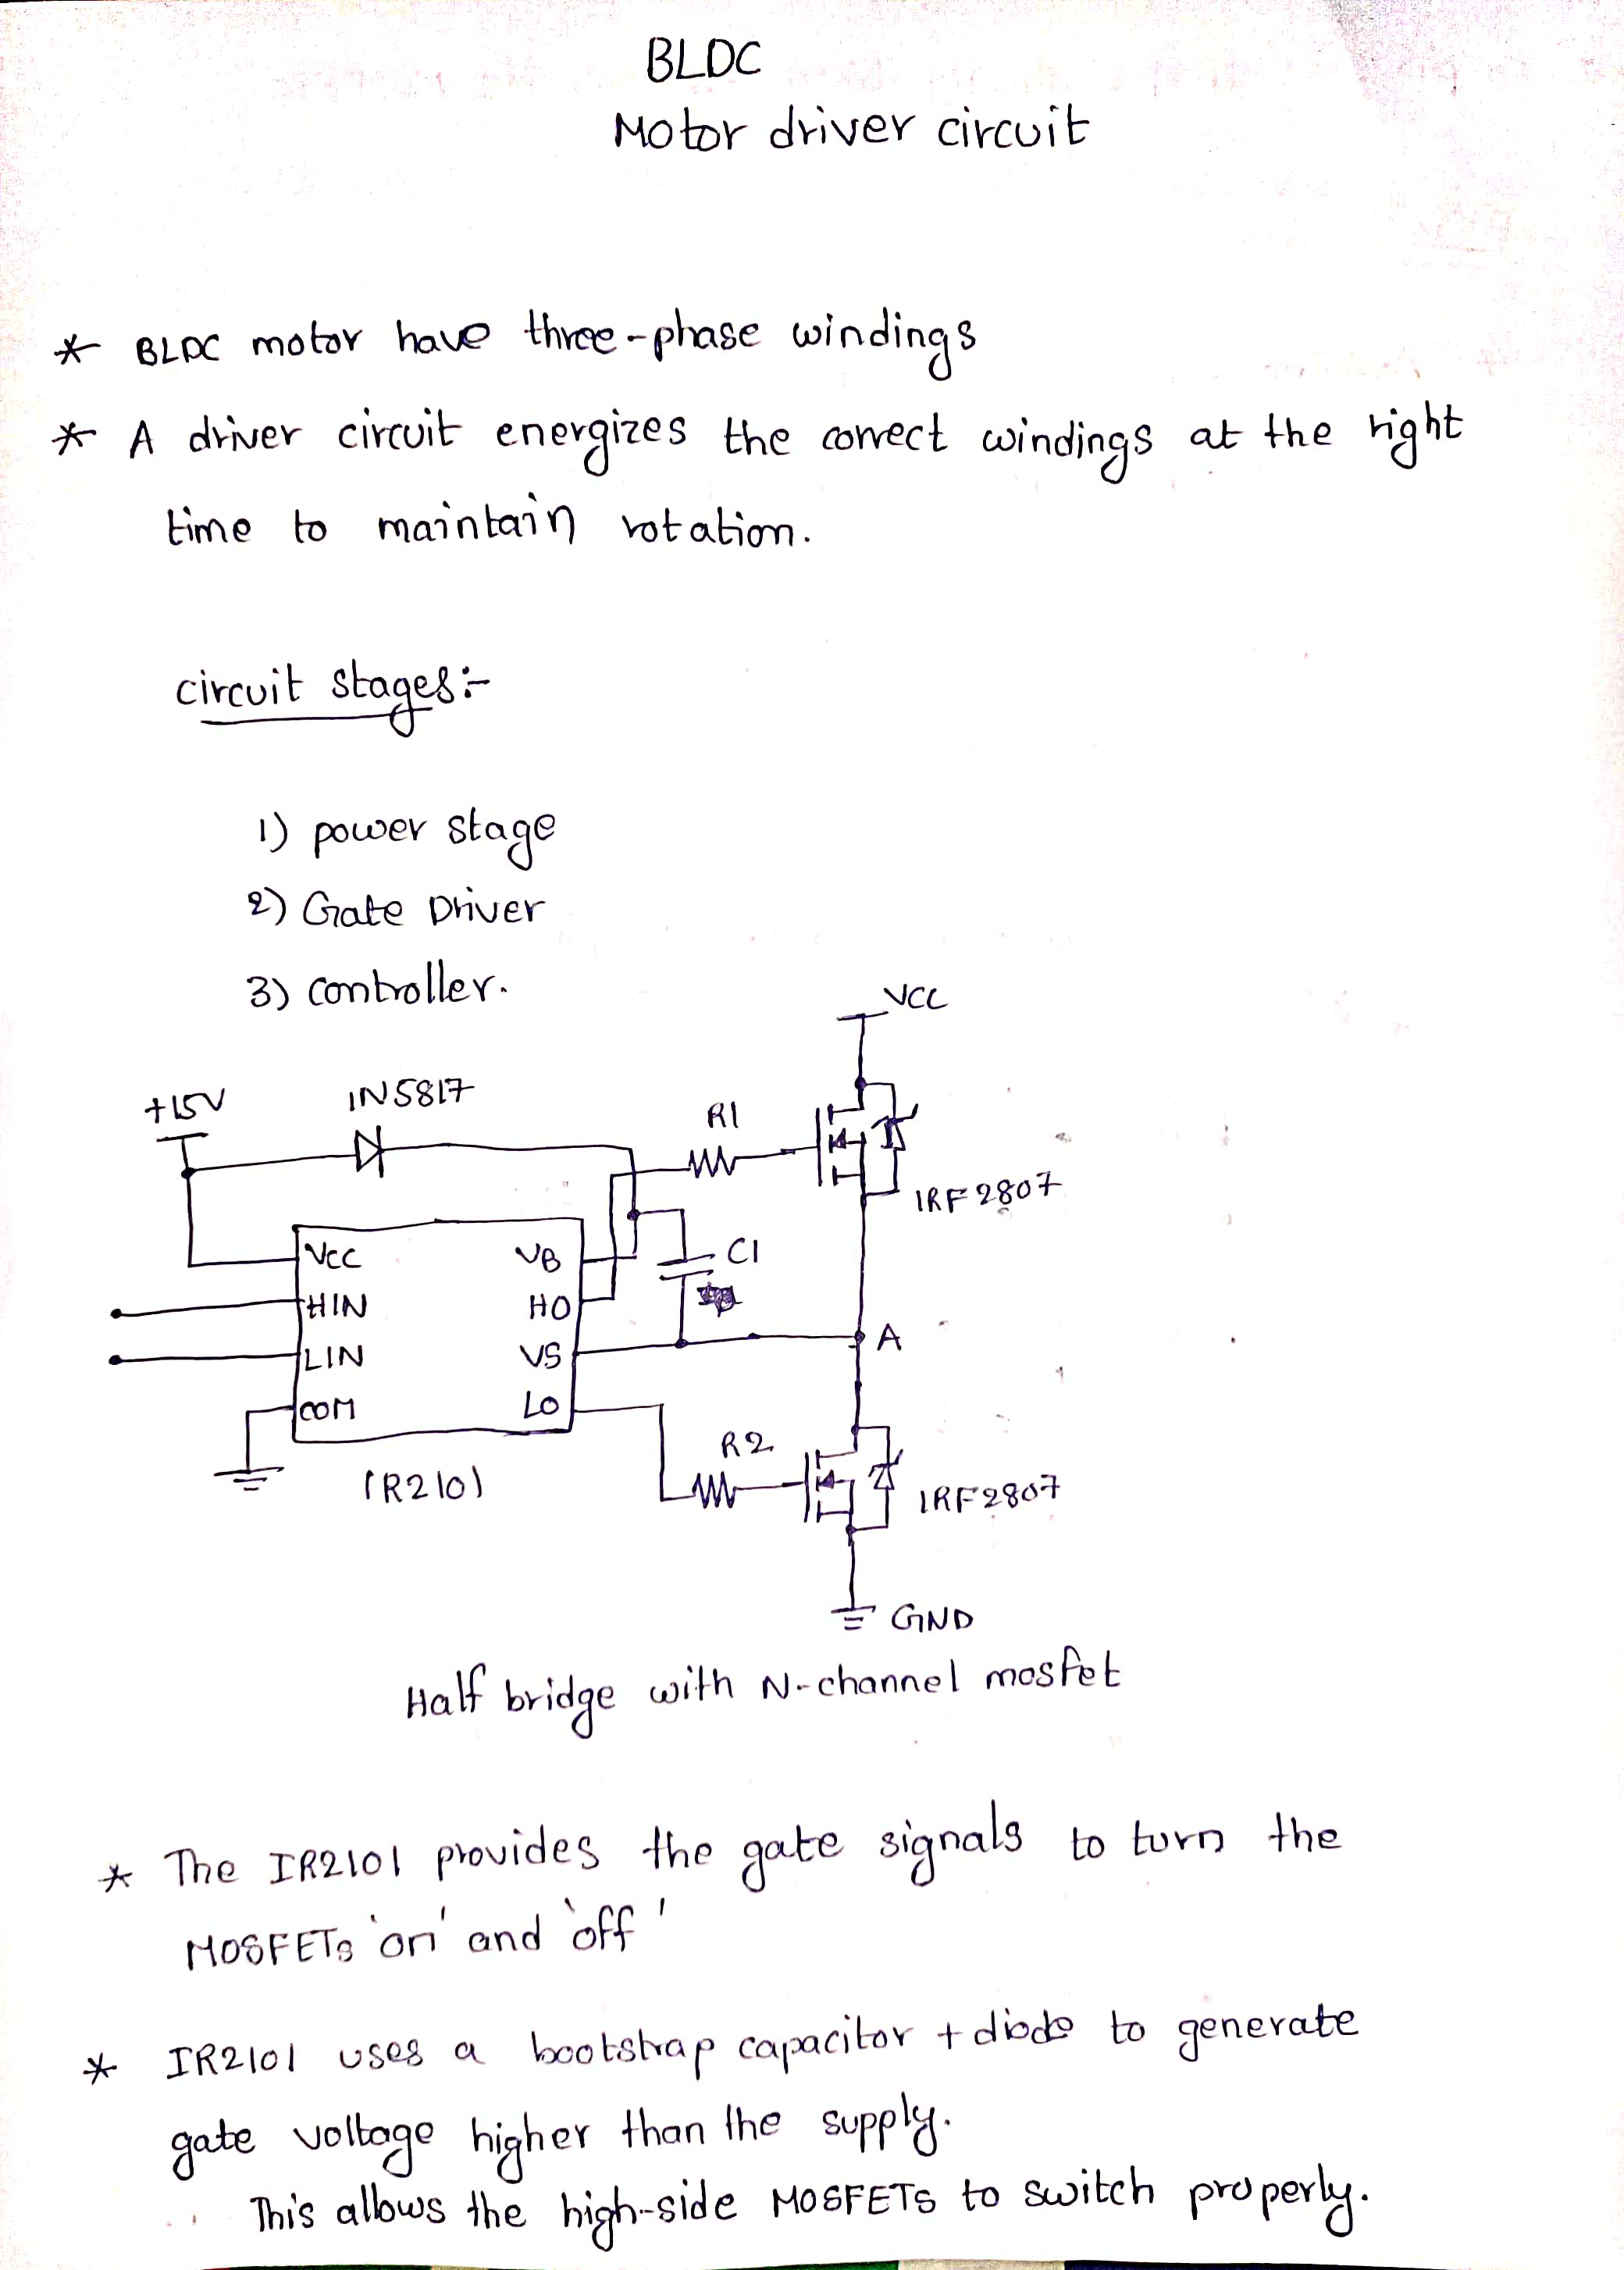 BLDC
Motor driver circuit
* BLDC motor have three-phase windings
* A driver circuit energizes the correct windings at the right
time to maintain rotation.
circuit stages:-
1) power stage
2) Gate Driver
3) controller.
VCC
+15V
IN5817
R1
IRF2807
VCC
VB
C1
HIN
HO
A
LIN
VS
COM
LO
R2
IR2101
IRF2807
GND
Half bridge with N-channel mosfet
* The IR2101 provides the gate signals to turn the
MOSFETs 'on' and 'off'
* IR2101 uses a bootstrap capacitor + diode to generate
gate voltage higher than the supply.
This allows the high-side MOSFETs to switch properly.